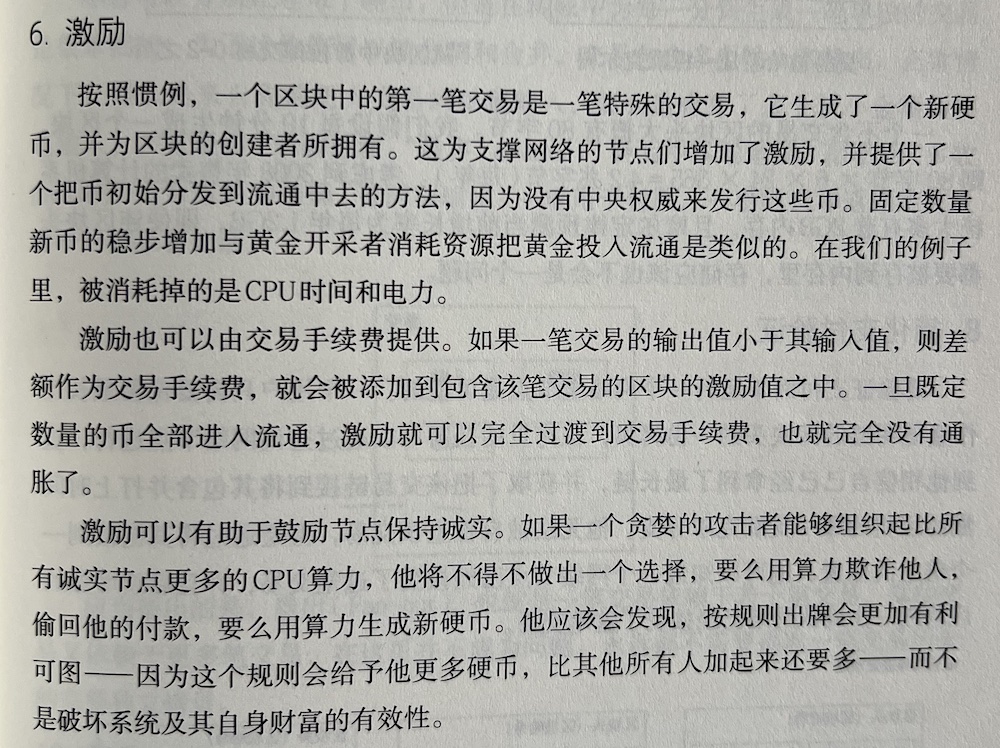 6. 激励
按照惯例，一个区块中的第一笔交易是一笔特殊的交易，它生成了一个新硬
币，并为区块的创建者所拥有。这为支撑网络的节点们增加了激励，并提供了一
个把币初始分发到流通中去的方法，因为没有中央权威来发行这些币。固定数量
新币的稳步增加与黄金开采者消耗资源把黄金投入流通是类似的。在我们的例子
里，被消耗掉的是CPU时间和电力。
激励也可以由交易手续费提供。如果一笔交易的输出值小于其输入值，则差
额作为交易手续费，就会被添加到包含该笔交易的区块的激励值之中。一旦既定
数量的币全部进入流通，激励就可以完全过渡到交易手续费，也就完全没有通
胀了。
激励可以有助于鼓励节点保持诚实。如果一个贪婪的攻击者能够组织起比所
有诚实节点更多的CPU算力，他将不得不做出一个选择，要么用算力欺诈他人，
偷回他的付款，要么用算力生成新硬币。他应该会发现，按规则出牌会更加有利
可图——因为这个规则会给予他更多硬币，比其他所有人加起来还要多——而不
是破坏系统及其自身财富的有效性。